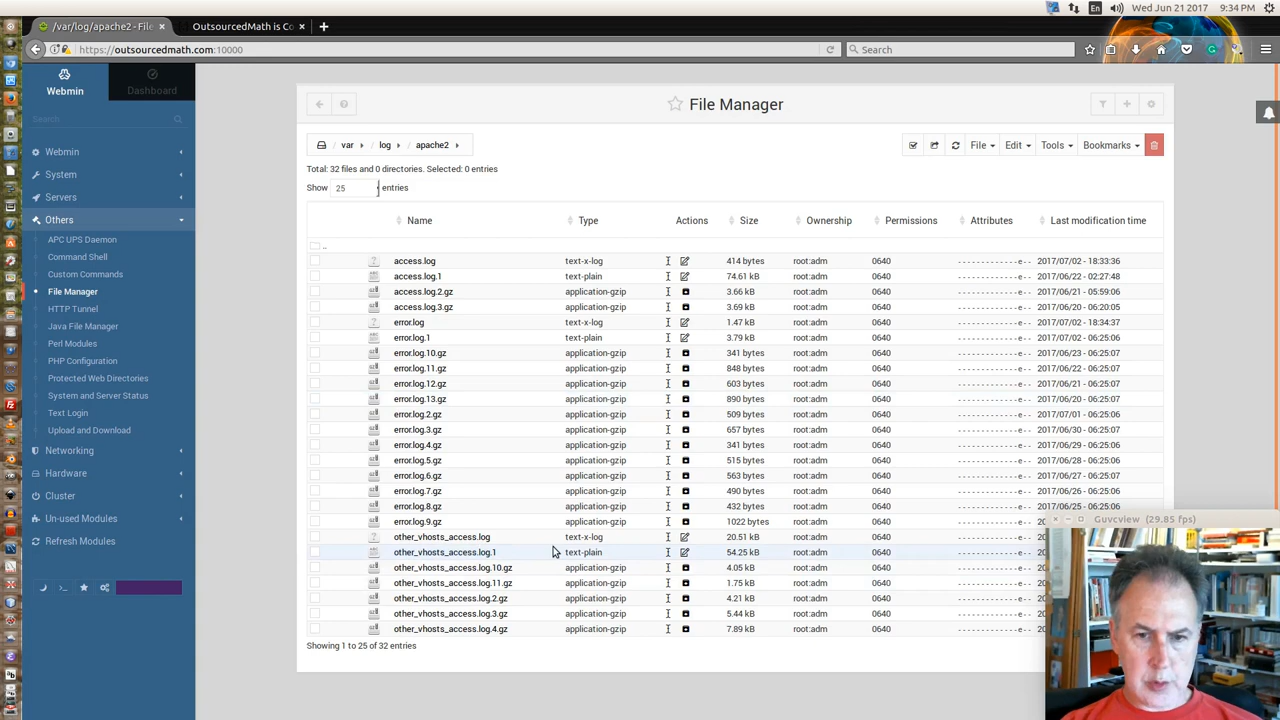 En Wed Jun 21 2017 9:34 PM
/var/log/apache2 - File × OutsourcedMath is Co × +
https://outsourcedmath.com:10000 Search
Webmin Dashboard
Search
Webmin
System
Servers
Others
APC UPS Daemon
Command Shell
Custom Commands
File Manager
HTTP Tunnel
Java File Manager
Perl Modules
PHP Configuration
Protected Web Directories
System and Server Status
Text Login
Upload and Download
Networking
Hardware
Cluster
Un-used Modules
Refresh Modules
File Manager
var log apache2 File Edit Tools Bookmarks
Total: 32 files and 0 directories. Selected: 0 entries
Show 25 entries
Name Type Actions Size Ownership Permissions Attributes Last modification time
..
access.log text-x-log 414 bytes root:adm 0640 -------------e-- 2017/07/02 - 18:33:36
access.log.1 text-plain 74.61 kB root:adm 0640 -------------e-- 2017/06/22 - 02:27:48
access.log.2.gz application-gzip 3.66 kB root:adm 0640 -------------e-- 2017/06/21 - 05:59:06
access.log.3.gz application-gzip 3.69 kB root:adm 0640 -------------e-- 2017/06/20 - 06:20:05
error.log text-x-log 1.47 kB root:adm 0640 -------------e-- 2017/07/02 - 18:34:37
error.log.1 text-plain 3.79 kB root:adm 0640 -------------e-- 2017/07/02 - 06:25:07
error.log.10.gz application-gzip 341 bytes root:adm 0640 -------------e-- 2017/06/23 - 06:25:07
error.log.11.gz application-gzip 848 bytes root:adm 0640 -------------e-- 2017/06/22 - 06:25:07
error.log.12.gz application-gzip 603 bytes root:adm 0640 -------------e-- 2017/06/21 - 06:25:07
error.log.13.gz application-gzip 890 bytes root:adm 0640 -------------e-- 2017/06/20 - 06:25:07
error.log.2.gz application-gzip 509 bytes root:adm 0640 -------------e-- 2017/07/01 - 06:25:06
error.log.3.gz application-gzip 657 bytes root:adm 0640 -------------e-- 2017/06/30 - 06:25:07
error.log.4.gz application-gzip 341 bytes root:adm 0640 -------------e-- 2017/06/29 - 06:25:06
error.log.5.gz application-gzip 515 bytes root:adm 0640 -------------e-- 2017/06/28 - 06:25:06
error.log.6.gz application-gzip 563 bytes root:adm 0640 -------------e-- 2017/06/27 - 06:25:07
error.log.7.gz application-gzip 490 bytes root:adm 0640 -------------e-- 2017/06/26 - 06:25:06
error.log.8.gz application-gzip 432 bytes root:adm 0640 -------------e-- 2017/06/25 - 06:25:06
error.log.9.gz application-gzip 1022 bytes root:adm 0640
other_vhosts_access.log text-x-log 20.51 kB root:adm 0640 -------------e-- 20
other_vhosts_access.log.1 text-plain 54.25 kB root:adm 0640 -------------e-- 20
other_vhosts_access.log.10.gz application-gzip 4.05 kB root:adm 0640 -------------e-- 20
other_vhosts_access.log.11.gz application-gzip 1.75 kB root:adm 0640 -------------e-- 20
other_vhosts_access.log.2.gz application-gzip 4.21 kB root:adm 0640 -------------e-- 20
other_vhosts_access.log.3.gz application-gzip 5.44 kB root:adm 0640 -------------e-- 20
other_vhosts_access.log.4.gz application-gzip 7.89 kB root:adm 0640 -------------e-- 20
Showing 1 to 25 of 32 entries
Guvcview (29.85 fps)